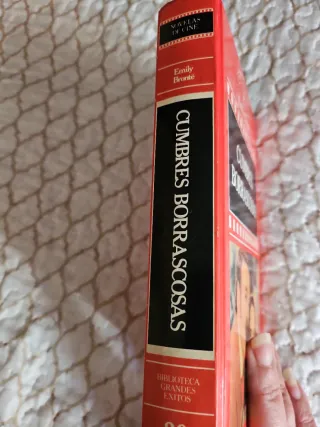 NOVELAS
DE CINE
Emily
Brontë
CUMBRES BORRASCOSAS
BIBLIOTECA
GRANDES
EXITOS